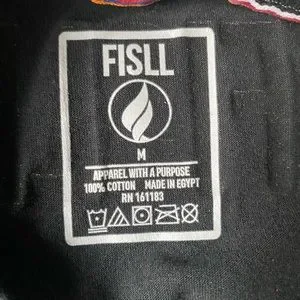 FISLL
M
APPAREL WITH A PURPOSE
100% COTTON MADE IN EGYPT
RN 161183